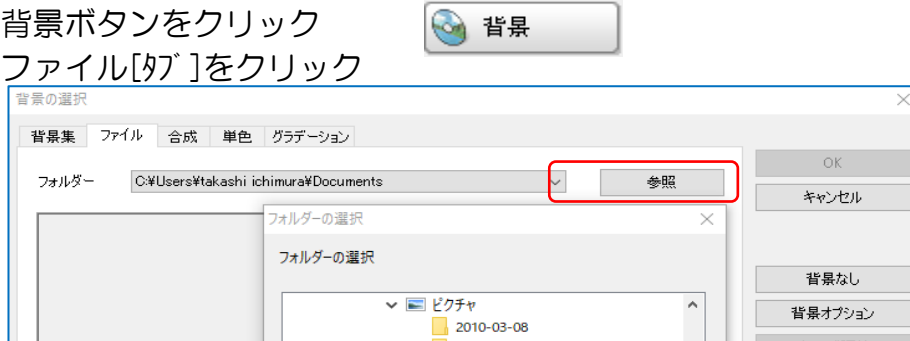 背景ボタンをクリック
背景
ファイル[ﾀﾌﾞ]をクリック
背景の選択
背景集 ファイル 合成 単色 グラデーション
OK
フォルダー C:¥Users¥takashi ichimura¥Documents 参照
キャンセル
フォルダーの選択
フォルダーの選択
背景なし
ピクチャ
背景オプション
2010-03-08